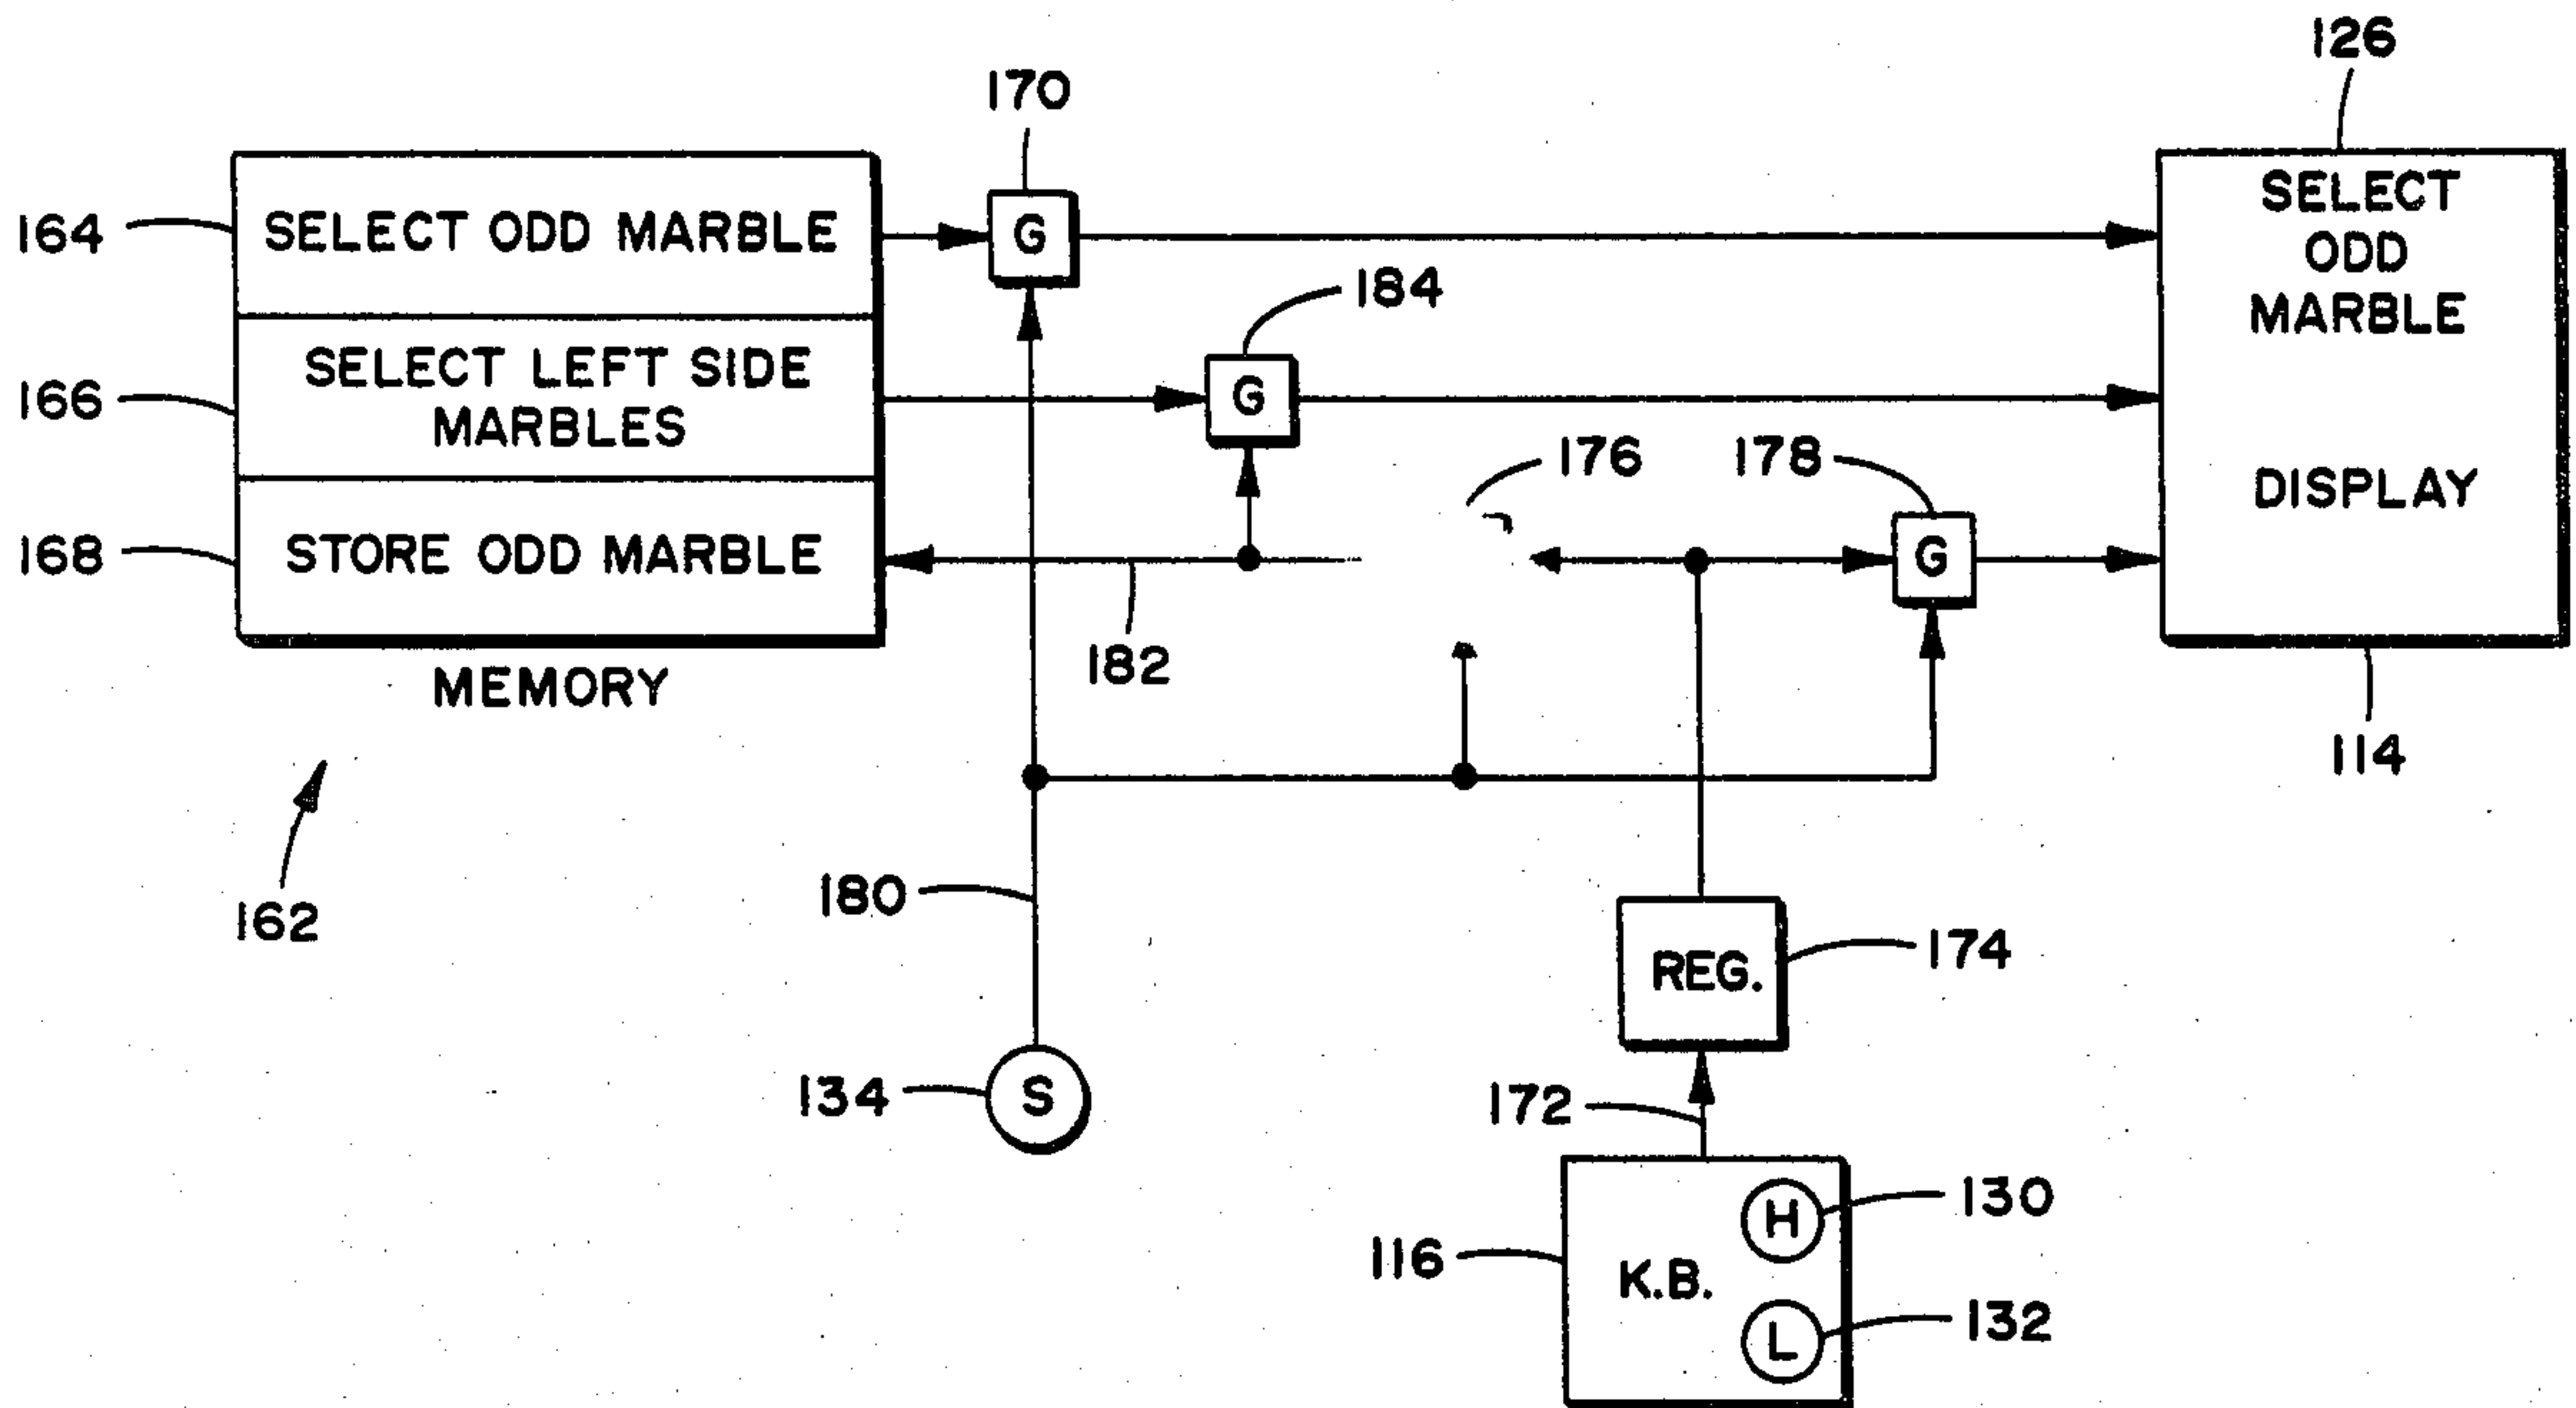 126
170
164
SELECT ODD MARBLE
G
SELECT
ODD
MARBLE
184
166
SELECT LEFT SIDE
MARBLES
G
176
178
DISPLAY
168
STORE ODD MARBLE
G
182
MEMORY
114
162
180
REG.
174
134
S
172
116
K.B.
H
130
L
132